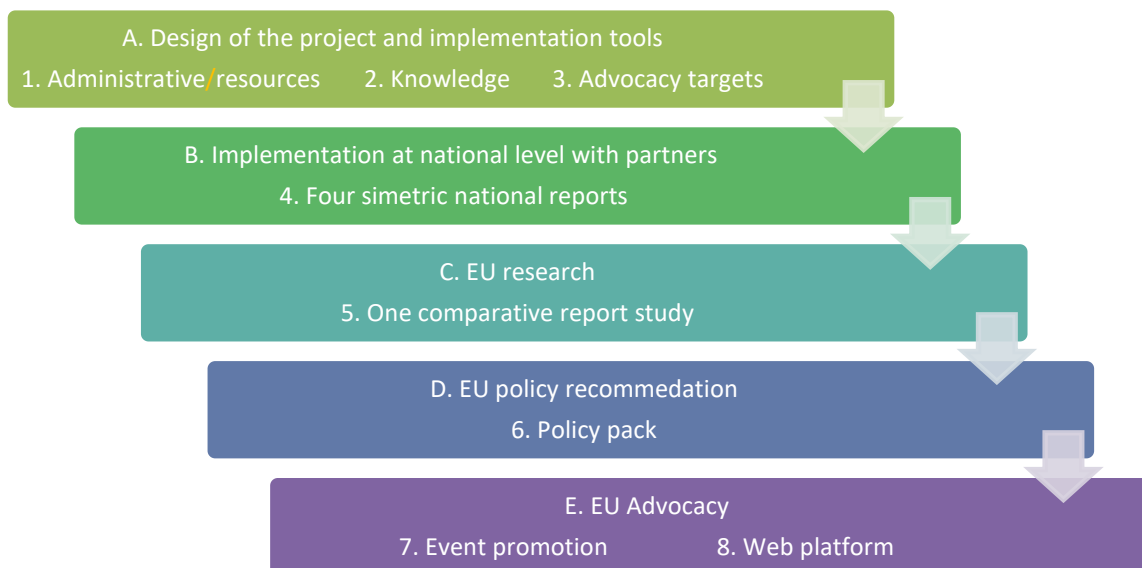 A. Design of the project and implementation tools
1. Administrative/resources 2. Knowledge 3. Advocacy targets
B. Implementation at national level with partners
4. Four simetric national reports
C. EU research
5. One comparative report study
D. EU policy recommedation
6. Policy pack
E. EU Advocacy
7. Event promotion 8. Web platform